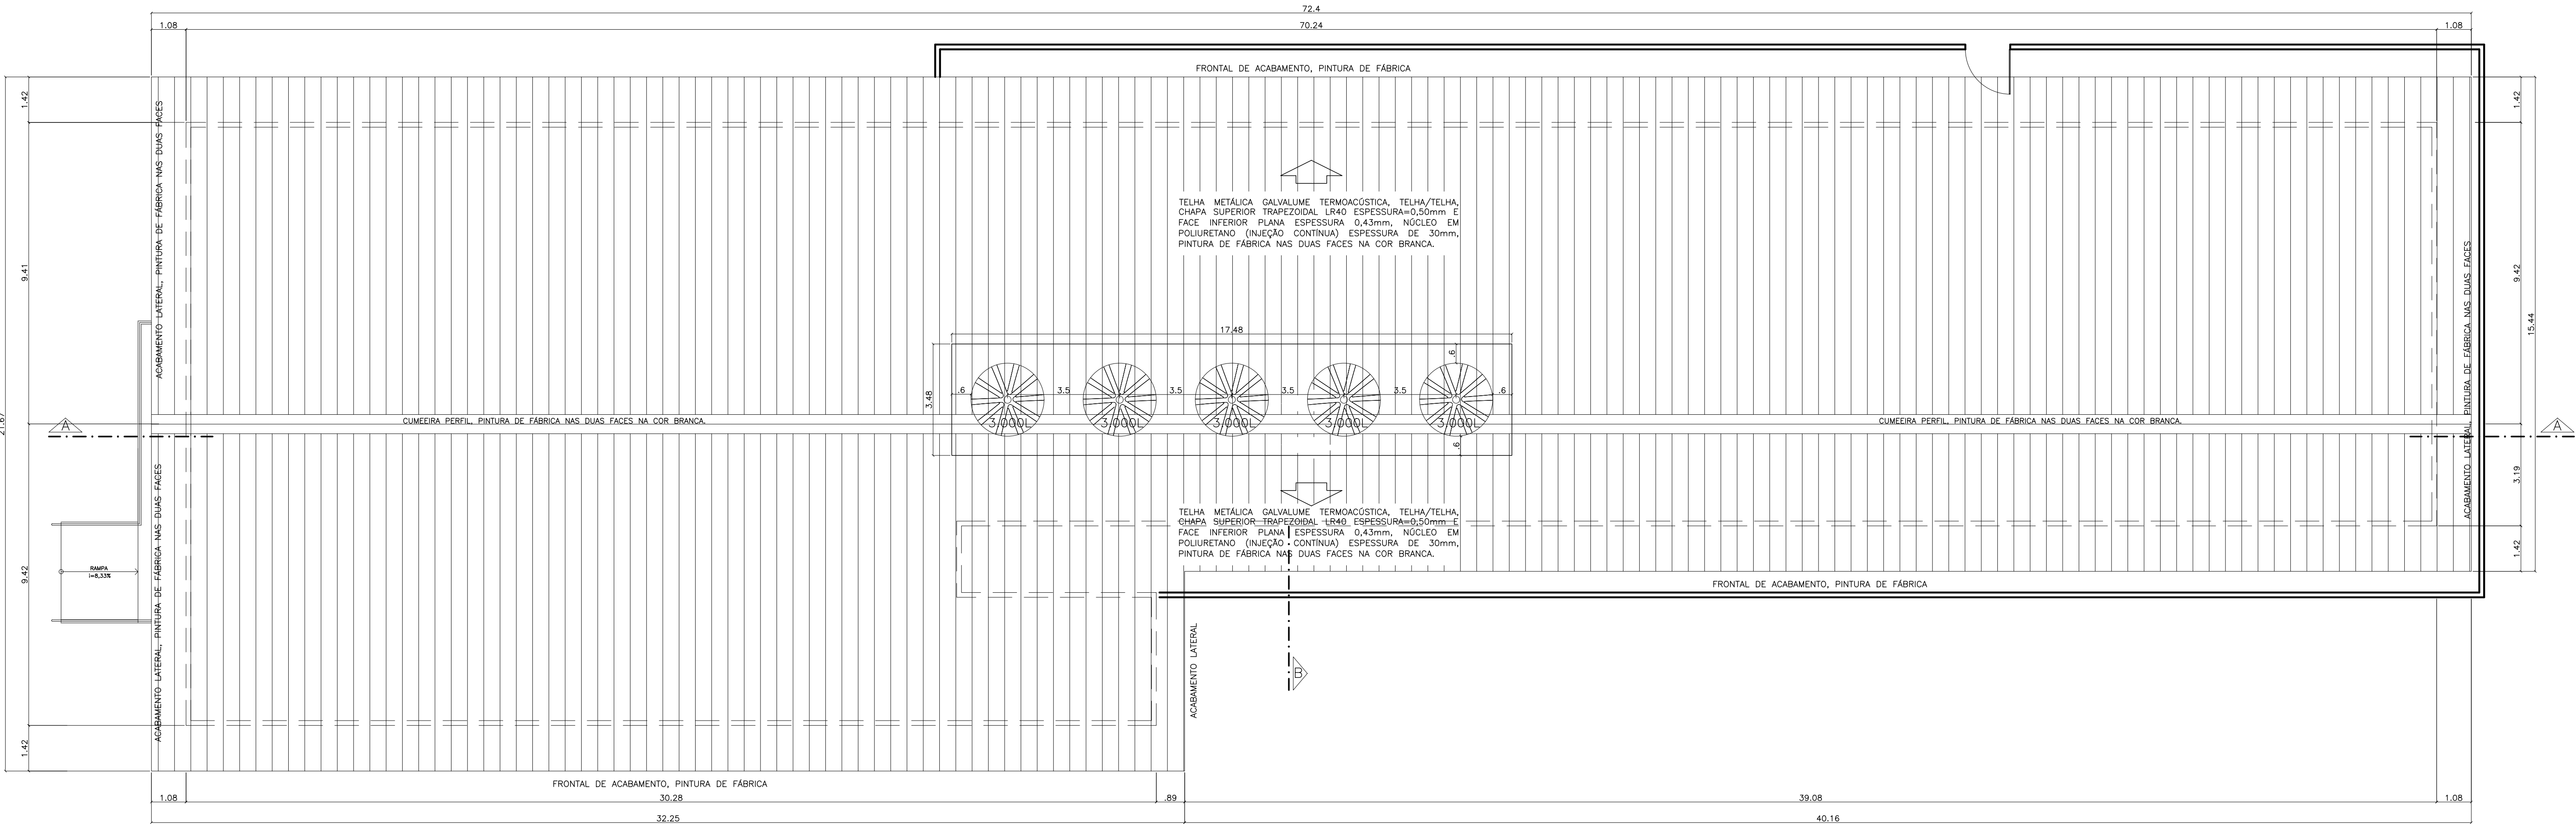 72.4
1.08
70.24
1.08
FRONTAL DE ACABAMENTO, PINTURA DE FÁBRICA
1.42
1.42
ACABAMENTO LATERAL, PINTURA DE FÁBRICA NAS DUAS FACES
TELHA METÁLICA GALVALUME TERMOACÚSTICA, TELHA/TELHA,
CHAPA SUPERIOR TRAPEZOIDAL LR40 ESPESSURA=0,50mm E
FACE INFERIOR PLANA ESPESSURA 0,43mm, NÚCLEO EM
POLIURETANO (INJEÇÃO CONTÍNUA) ESPESSURA DE 30mm,
PINTURA DE FÁBRICA NAS DUAS FACES NA COR BRANCA.
9.41
9.42
15.44
ACABAMENTO LATERAL, PINTURA DE FÁBRICA NAS DUAS FACES
17.48
3.48
.6
.6
3.5
3.5
3.5
3.5
.6
.6
3.000L
3.000L
3.000L
3.000L
3.000L
21.67
A
CUMEEIRA PERFIL, PINTURA DE FÁBRICA NAS DUAS FACES NA COR BRANCA.
CUMEEIRA PERFIL, PINTURA DE FÁBRICA NAS DUAS FACES NA COR BRANCA.
A
3.19
ACABAMENTO LATERAL, PINTURA DE FÁBRICA NAS DUAS FACES
TELHA METÁLICA GALVALUME TERMOACÚSTICA, TELHA/TELHA,
CHAPA SUPERIOR TRAPEZOIDAL LR40 ESPESSURA=0,50mm E
FACE INFERIOR PLANA ESPESSURA 0,43mm, NÚCLEO EM
POLIURETANO (INJEÇÃO CONTÍNUA) ESPESSURA DE 30mm,
PINTURA DE FÁBRICA NAS DUAS FACES NA COR BRANCA.
1.42
9.42
RAMPA
i=8,33%
FRONTAL DE ACABAMENTO, PINTURA DE FÁBRICA
ACABAMENTO LATERAL
B
1.42
FRONTAL DE ACABAMENTO, PINTURA DE FÁBRICA
1.08
30.28
.89
39.08
1.08
32.25
40.16